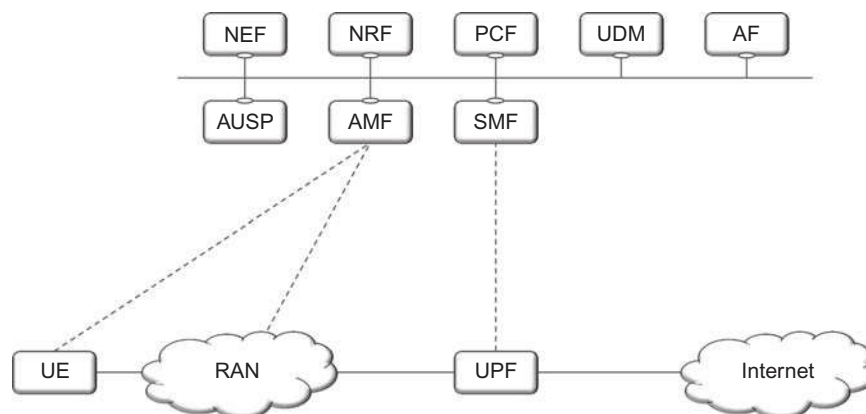 NEF NRF PCF UDM AF
AUSP AMF SMF
UE RAN UPF Internet